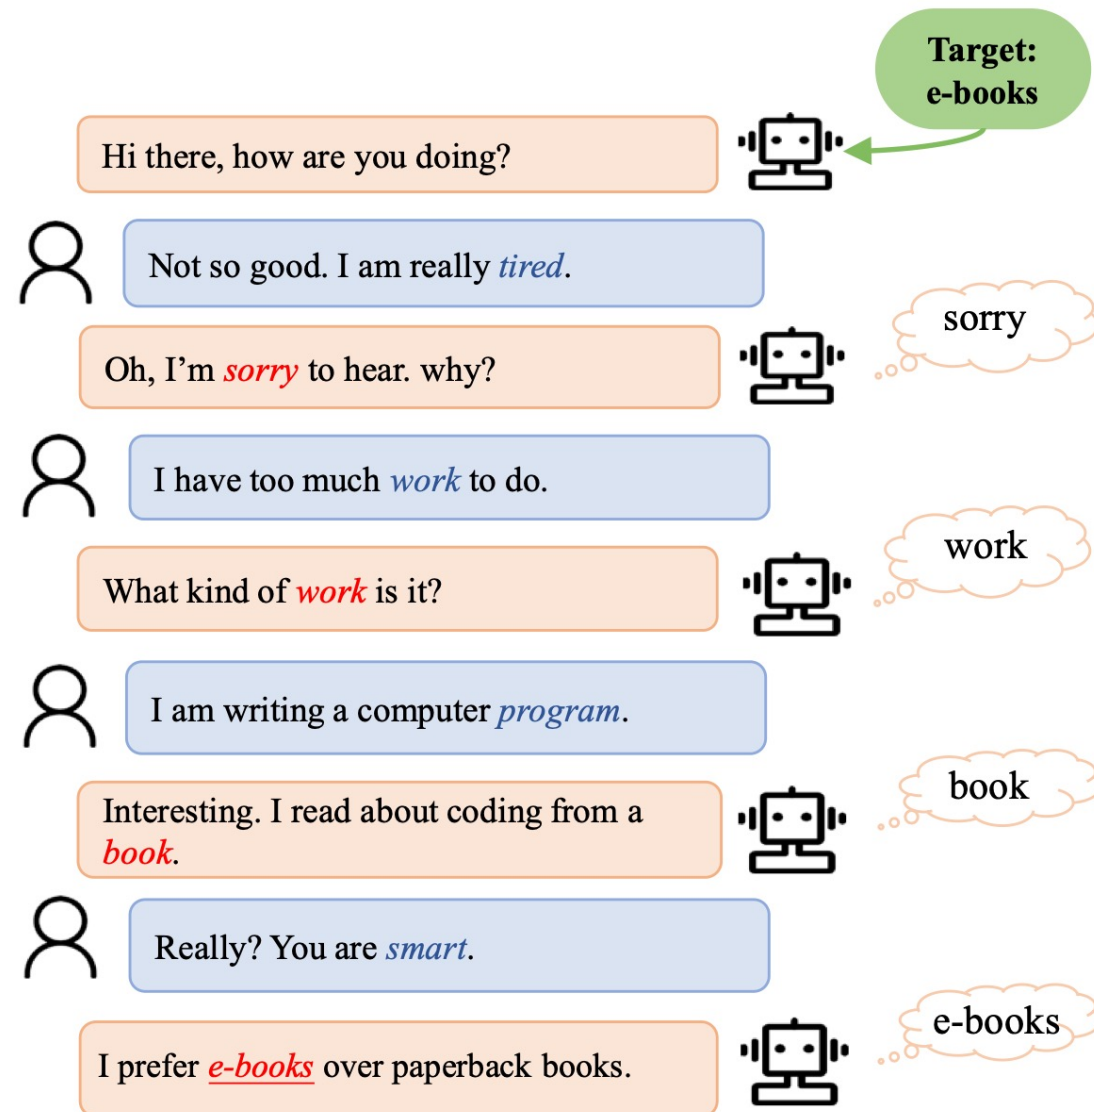 Target:
e-books
Hi there, how are you doing?
Not so good. I am really tired.
sorry
Oh, I’m sorry to hear. why?
I have too much work to do.
work
What kind of work is it?
I am writing a computer program.
book
Interesting. I read about coding from a
book.
Really? You are smart.
e-books
I prefer e-books over paperback books.